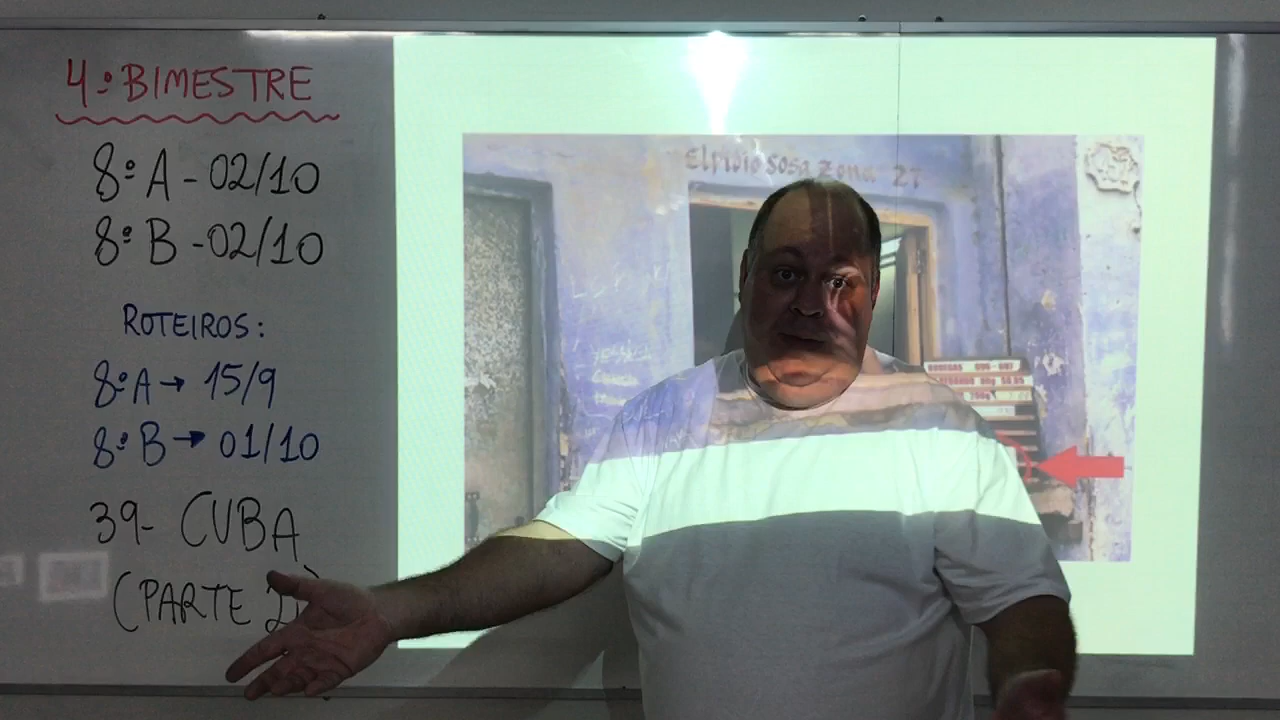 4º BIMESTRE
8º A - 02/10
8º B - 02/10
ROTEIROS:
8º A → 15/9
8º B → 01/10
39- CUBA
(PARTE
Elpidio Sosa Zona 27
BODEGAS